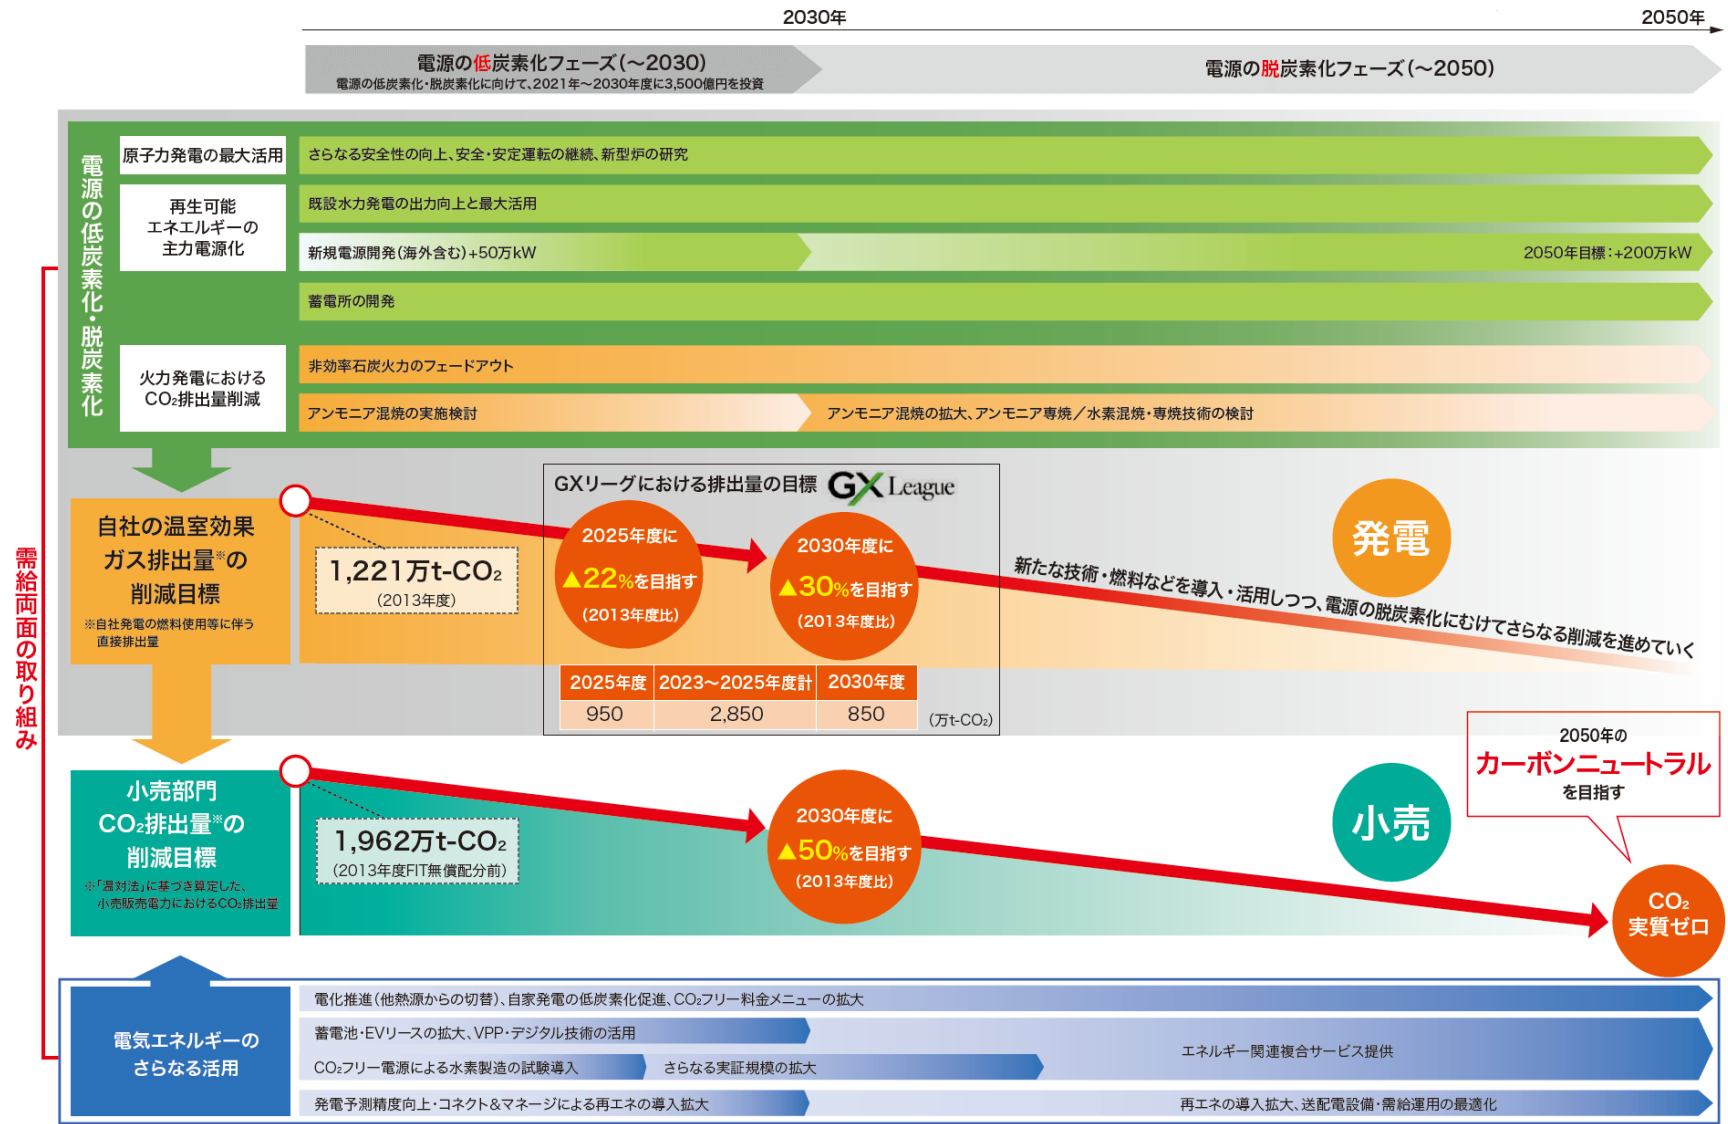 2030年
2050年
電源の低炭素化フェーズ(～2030)
電源の低炭素化・脱炭素化に向けて、2021年～2030年度に3,500億円を投資
電源の脱炭素化フェーズ(～2050)
需給両面の取り組み
電源の低炭素化・脱炭素化
原子力発電の最大活用
さらなる安全性の向上、安全・安定運転の継続、新型炉の研究
再生可能
エネエルギーの
主力電源化
既設水力発電の出力向上と最大活用
新規電源開発(海外含む)+50万kW
2050年目標：+200万kW
蓄電所の開発
火力発電における
CO₂排出量削減
非効率石炭火力のフェードアウト
アンモニア混焼の実施検討
アンモニア混焼の拡大、アンモニア専焼／水素混焼・専焼技術の検討
自社の温室効果
ガス排出量※の
削減目標
※自社発電の燃料使用等に伴う
直接排出量
1,221万t-CO₂
(2013年度)
GXリーグにおける排出量の目標
GX League
2025年度に
▲22%を目指す
(2013年度比)
2030年度に
▲30%を目指す
(2013年度比)
2025年度 2023～2025年度計 2030年度
950 2,850 850
(万t-CO₂)
発電
新たな技術・燃料などを導入・活用しつつ、電源の脱炭素化にむけてさらなる削減を進めていく
小売部門
CO₂排出量※の
削減目標
※「温対法」に基づき算定した、
小売販売電力におけるCO₂排出量
1,962万t-CO₂
(2013年度FIT無償配分前)
2030年度に
▲50%を目指す
(2013年度比)
小売
2050年の
カーボンニュートラル
を目指す
CO₂
実質ゼロ
電気エネルギーの
さらなる活用
電化推進(他熱源からの切替)、自家発電の低炭素化促進、CO₂フリー料金メニューの拡大
蓄電池・EVリースの拡大、VPP・デジタル技術の活用
CO₂フリー電源による水素製造の試験導入
さらなる実証規模の拡大
エネルギー関連複合サービス提供
発電予測精度向上・コネクト&マネージによる再エネの導入拡大
再エネの導入拡大、送配電設備・需給運用の最適化